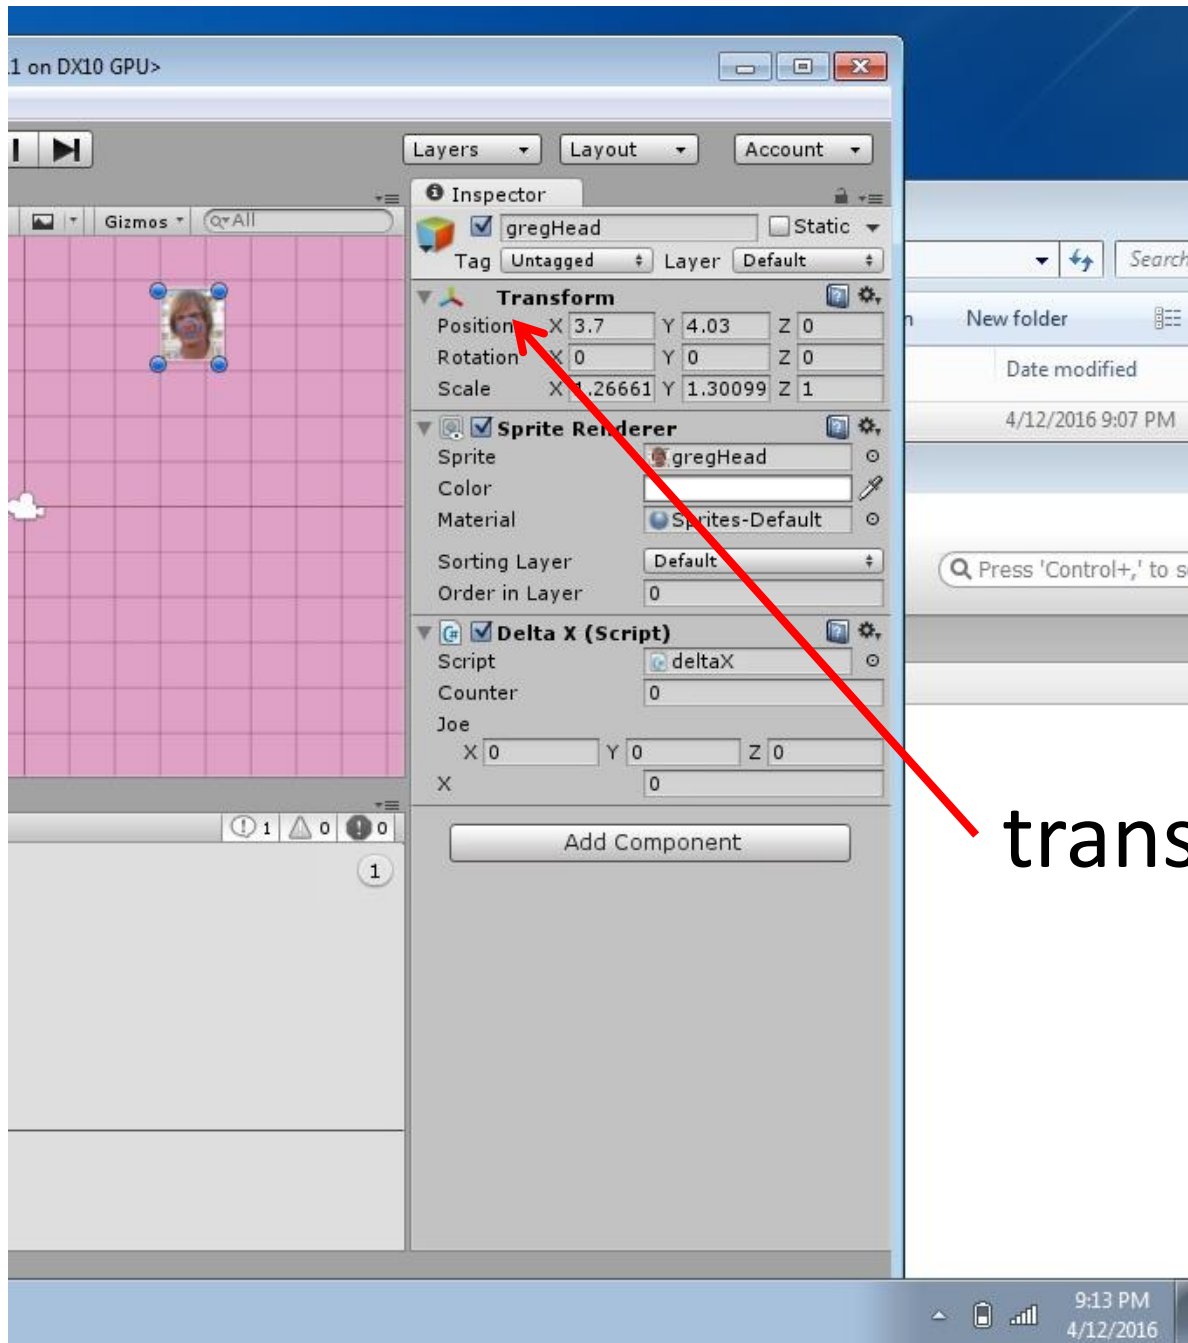 1 on DX10 GPU>
Layers Layout Account
Inspector
Gizmos All
gregHead Static
Tag Untagged Layer Default
Transform
Position X 3.7 Y 4.03 Z 0
Rotation X 0 Y 0 Z 0
Scale X 1.26661 Y 1.30099 Z 1
Sprite Renderer
Sprite gregHead
Color
Material Sprites-Default
Sorting Layer Default
Order in Layer 0
Delta X (Script)
Script deltaX
Counter 0
Joe
X 0 Y 0 Z 0
X 0
1 0 0
Add Component
1
Search
n New folder
Date modified
4/12/2016 9:07 PM
Press 'Control+,' to s
trans
9:13 PM
4/12/2016